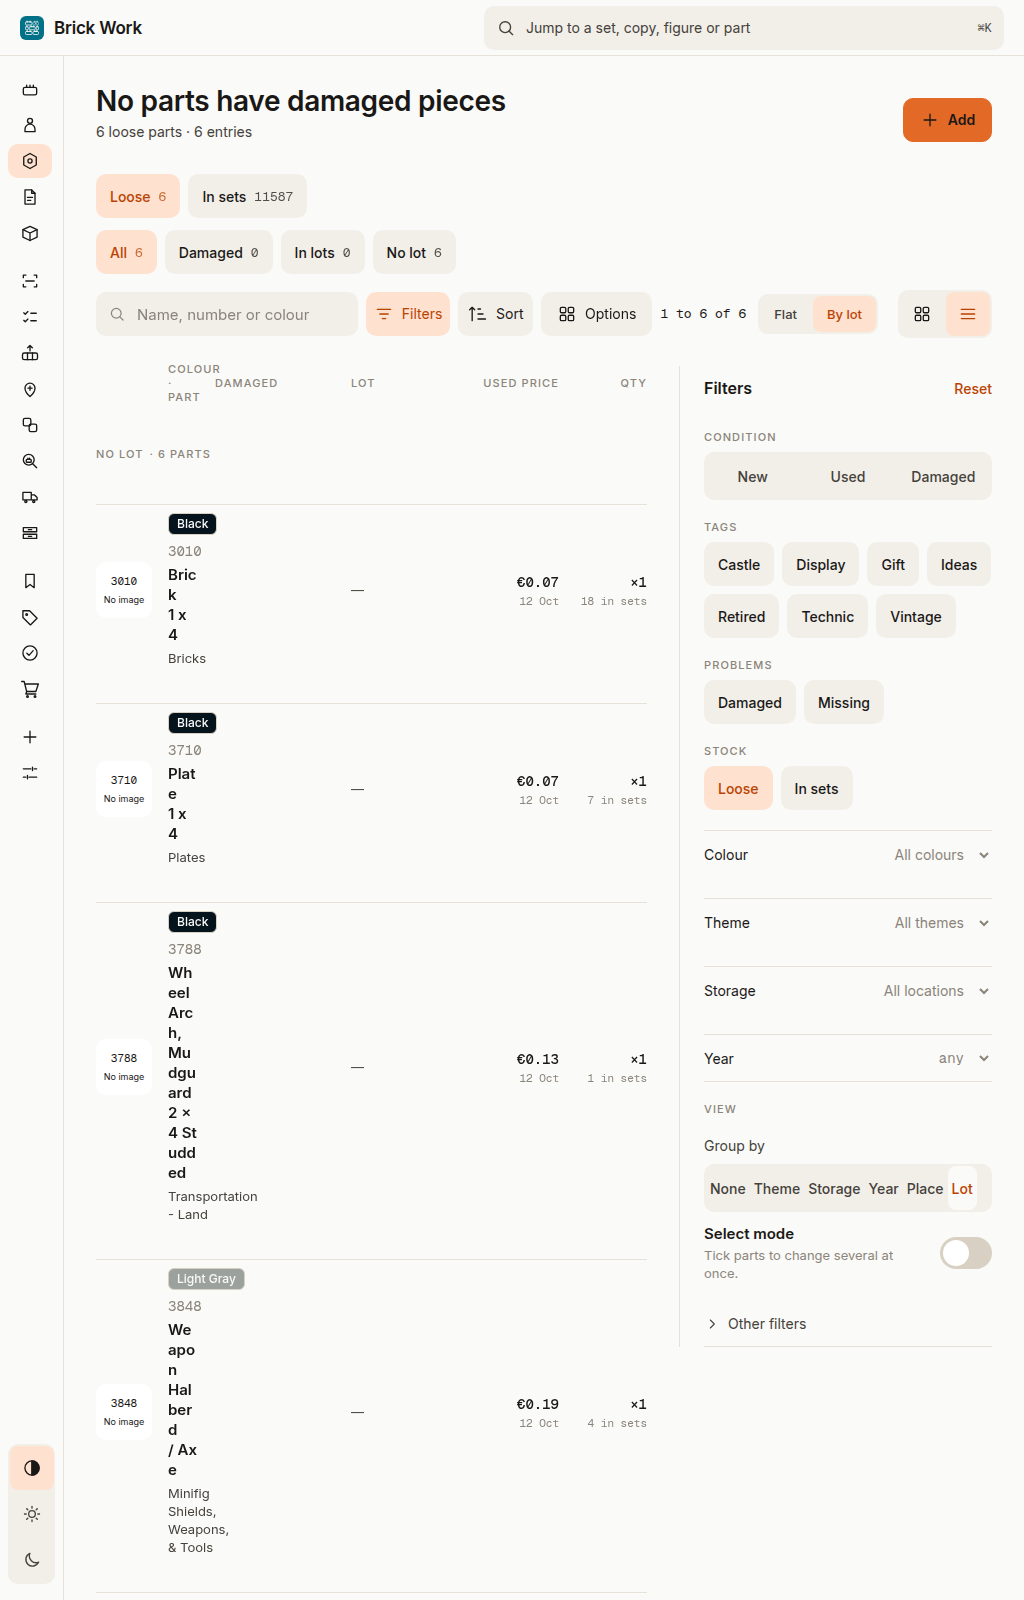 Brick Work
Jump to a set, copy, figure or part
⌘K
No parts have damaged pieces
6 loose parts · 6 entries
Add
Loose 6
In sets 11587
All 6
Damaged 0
In lots 0
No lot 6
Name, number or colour
Filters
Sort
Options
1 to 6 of 6
Flat
By lot
COLOUR
·
PART
DAMAGED
LOT
USED PRICE
QTY
NO LOT · 6 PARTS
3010
No image
Black
3010
Bric
k
1 x
4
Bricks
—
€0.07
12 Oct
×1
18 in sets
3710
No image
Black
3710
Plat
e
1 x
4
Plates
—
€0.07
12 Oct
×1
7 in sets
3788
No image
Black
3788
Wh
eel
Arc
h,
Mu
dgu
ard
2 ×
4 St
udd
ed
Transportation
- Land
—
€0.13
12 Oct
×1
1 in sets
3848
No image
Light Gray
3848
We
apo
n
Hal
ber
d
/ Ax
e
Minifig
Shields,
Weapons,
& Tools
—
€0.19
12 Oct
×1
4 in sets
Filters
Reset
CONDITION
New
Used
Damaged
TAGS
Castle
Display
Gift
Ideas
Retired
Technic
Vintage
PROBLEMS
Damaged
Missing
STOCK
Loose
In sets
Colour
All colours
Theme
All themes
Storage
All locations
Year
any
VIEW
Group by
None
Theme
Storage
Year
Place
Lot
Select mode
Tick parts to change several at
once.
Other filters